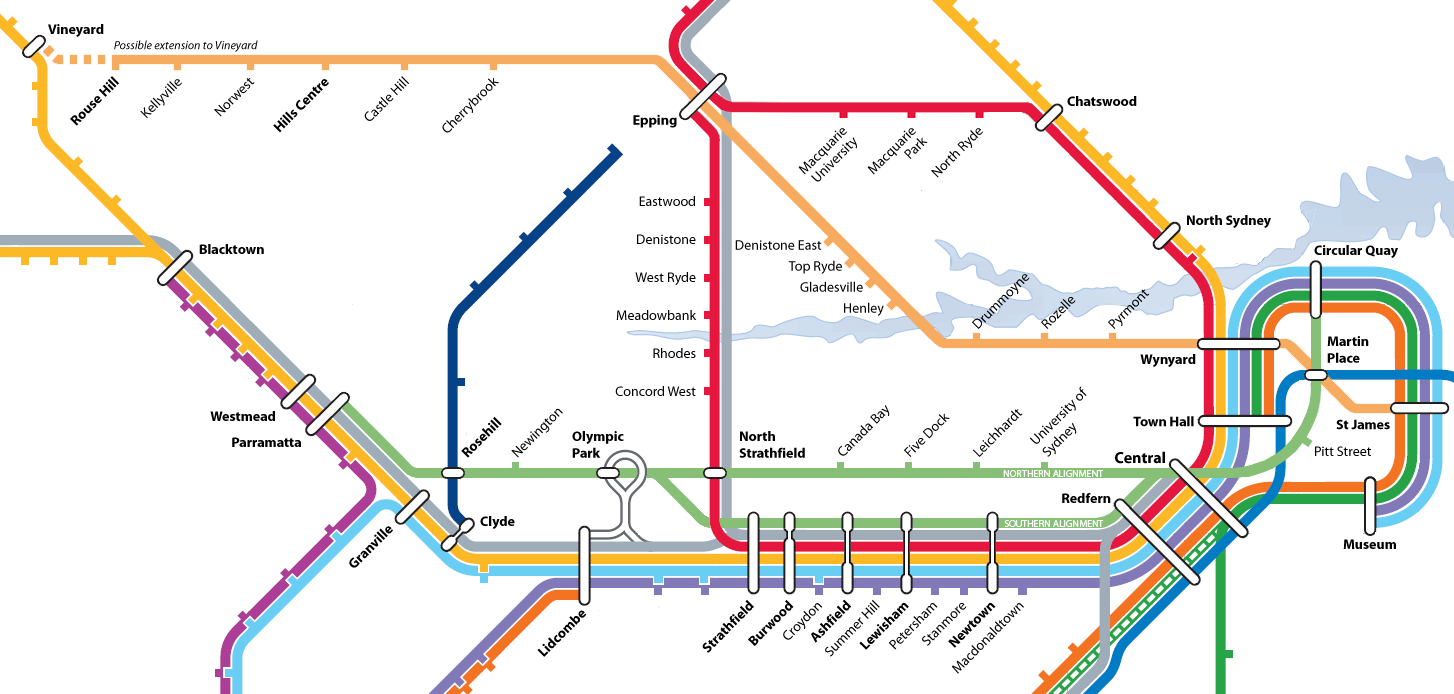 Vineyard
Possible extension to Vineyard
Rouse Hill
Kellyville
Norwest
Hills Centre
Castle Hill
Cherrybrook
Epping
Chatswood
Macquarie
University
Macquarie
Park
North Ryde
Eastwood
Denistone
West Ryde
Meadowbank
Rhodes
Concord West
Denistone East
Top Ryde
Gladesville
Henley
Drummoyne
Rozelle
Pyrmont
North Sydney
Circular Quay
Blacktown
Wynyard
Martin
Place
Westmead
Parramatta
Town Hall
St James
Pitt Street
Rosehill
Newington
Olympic
Park
North
Strathfield
Canada Bay
Five Dock
Leichhardt
University of
Sydney
NORTHERN ALIGNMENT
Central
Redfern
Granville
Clyde
SOUTHERN ALIGNMENT
Museum
Lidcombe
Strathfield
Burwood
Croydon
Ashfield
Summer Hill
Lewisham
Petersham
Stanmore
Newtown
Macdonaldtown